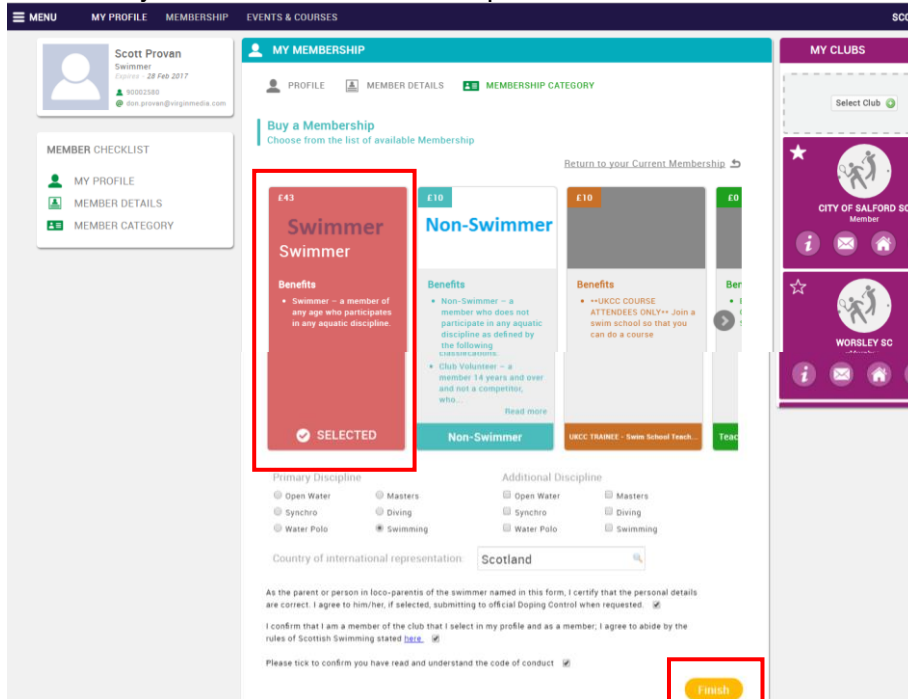 MENU MY PROFILE MEMBERSHIP EVENTS & COURSES
Scott Provan
Swimmer
Expires - 28 Feb 2017
90002580
don.provan@virginmedia.com
MEMBER CHECKLIST
MY PROFILE
MEMBER DETAILS
MEMBER CATEGORY
MY MEMBERSHIP
PROFILE MEMBER DETAILS MEMBERSHIP CATEGORY
Buy a Membership
Choose from the list of available Membership
Return to your Current Membership
£43
Swimmer
Swimmer
Benefits
• Swimmer – a member of
any age who participates
in any aquatic discipline.
SELECTED
£10
Non-Swimmer
Benefits
• Non-Swimmer – a
member who does not
participate in any aquatic
discipline as defined by
the following
• Club Volunteer – a
member 14 years and over
and not a competitor,
who...
Read more
Non-Swimmer
£10
Benefits
• **UKCC COURSE
ATTENDEES ONLY** Join a
swim school so that you
can do a course
UKCC TRAINEE - Swim School Teach...
£0
Ben
Teac
Primary Discipline
Open Water Masters
Synchro Diving
Water Polo Swimming
Additional Discipline
Open Water Masters
Synchro Diving
Water Polo Swimming
Country of international representation: Scotland
As the parent or person in loco-parentis of the swimmer named in this form, I certify that the personal details
are correct. I agree to him/her, if selected, submitting to official Doping Control when requested.
I confirm that I am a member of the club that I select in my profile and as a member; I agree to abide by the
rules of Scottish Swimming stated here.
Please tick to confirm you have read and understand the code of conduct
Finish
MY CLUBS
Select Club
CITY OF SALFORD SC
Member
WORSLEY SC